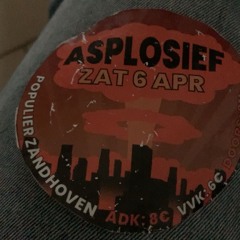 ASPLOSIEF
ZAT 6 APR
POPULIER ZANDHOVEN
ADK: 8€
VVK: 6€